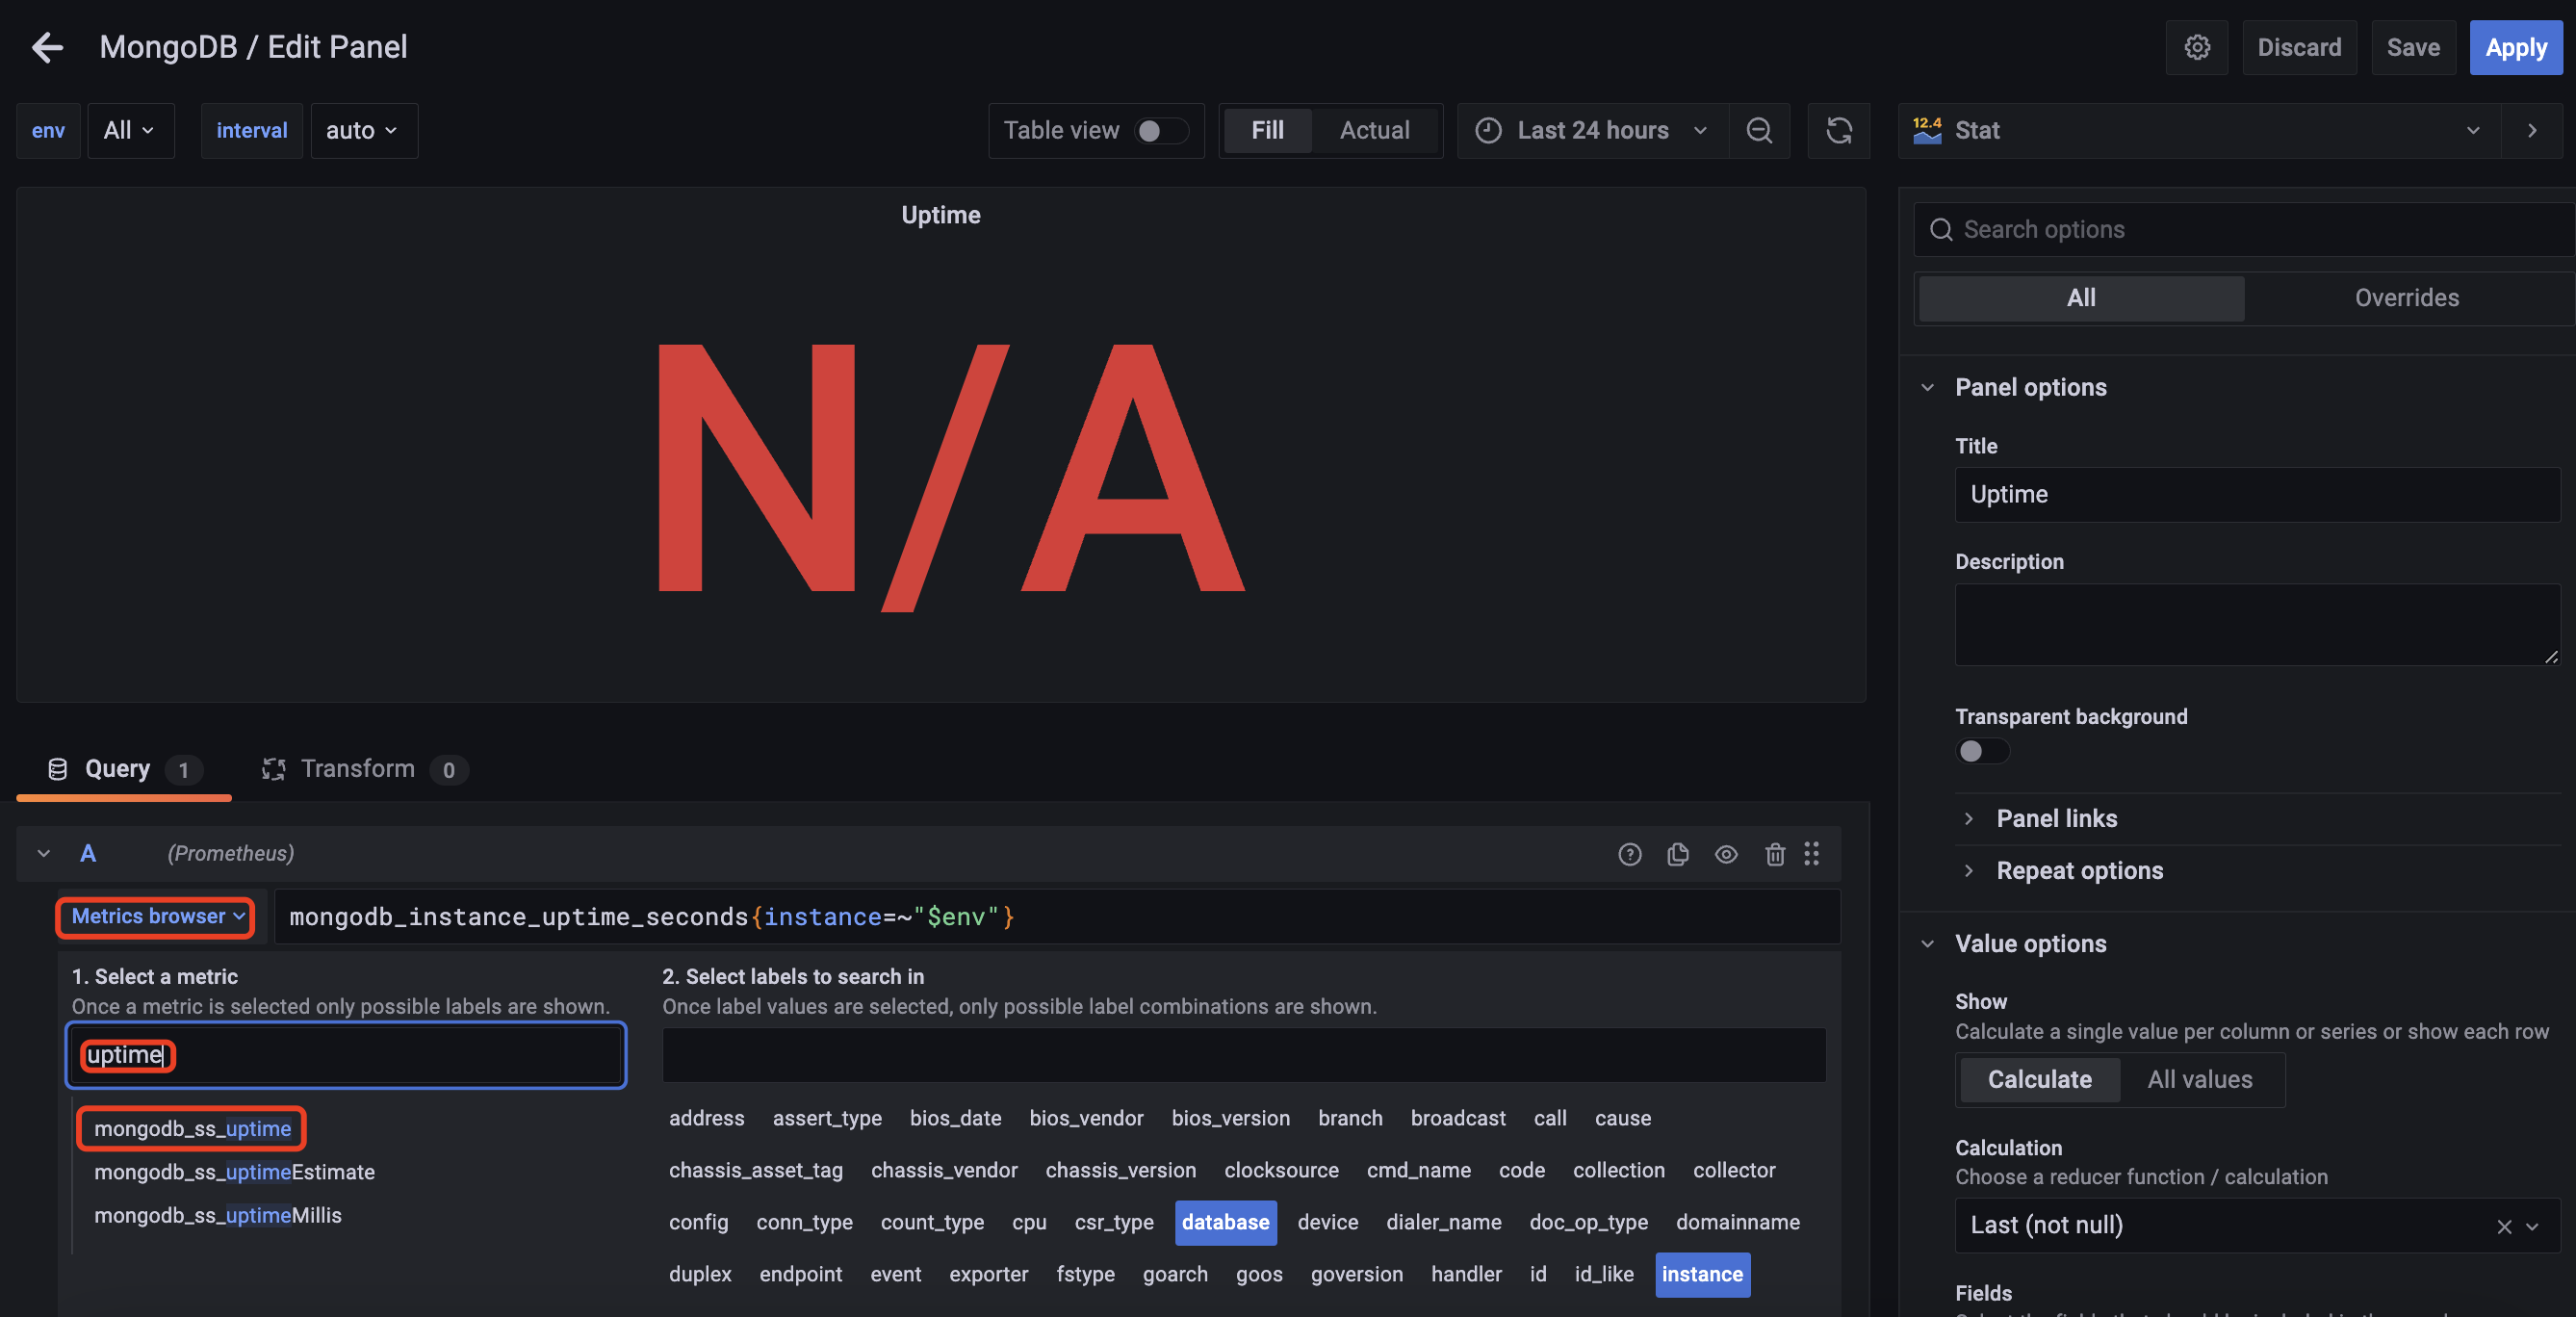 MongoDB / Edit Panel
Discard
Save
Apply
env
All
interval
auto
Table view
Fill
Actual
Last 24 hours
12.4
Stat
Uptime
N/A
Search options
All
Overrides
Panel options
Title
Uptime
Description
Transparent background
Panel links
Repeat options
Value options
Show
Calculate a single value per column or series or show each row
Calculate
All values
Calculation
Choose a reducer function / calculation
Last (not null)
Fields
Query 1
Transform 0
A
(Prometheus)
Metrics browser
mongodb_instance_uptime_seconds{instance=~"$env"}
1. Select a metric
Once a metric is selected only possible labels are shown.
uptime
mongodb_ss_uptime
mongodb_ss_uptimeEstimate
mongodb_ss_uptimeMillis
2. Select labels to search in
Once label values are selected, only possible label combinations are shown.
address assert_type bios_date bios_vendor bios_version branch broadcast call cause
chassis_asset_tag chassis_vendor chassis_version clocksource cmd_name code collection collector
config conn_type count_type cpu csr_type database device dialer_name doc_op_type domainname
duplex endpoint event exporter fstype goarch goos goversion handler id id_like instance